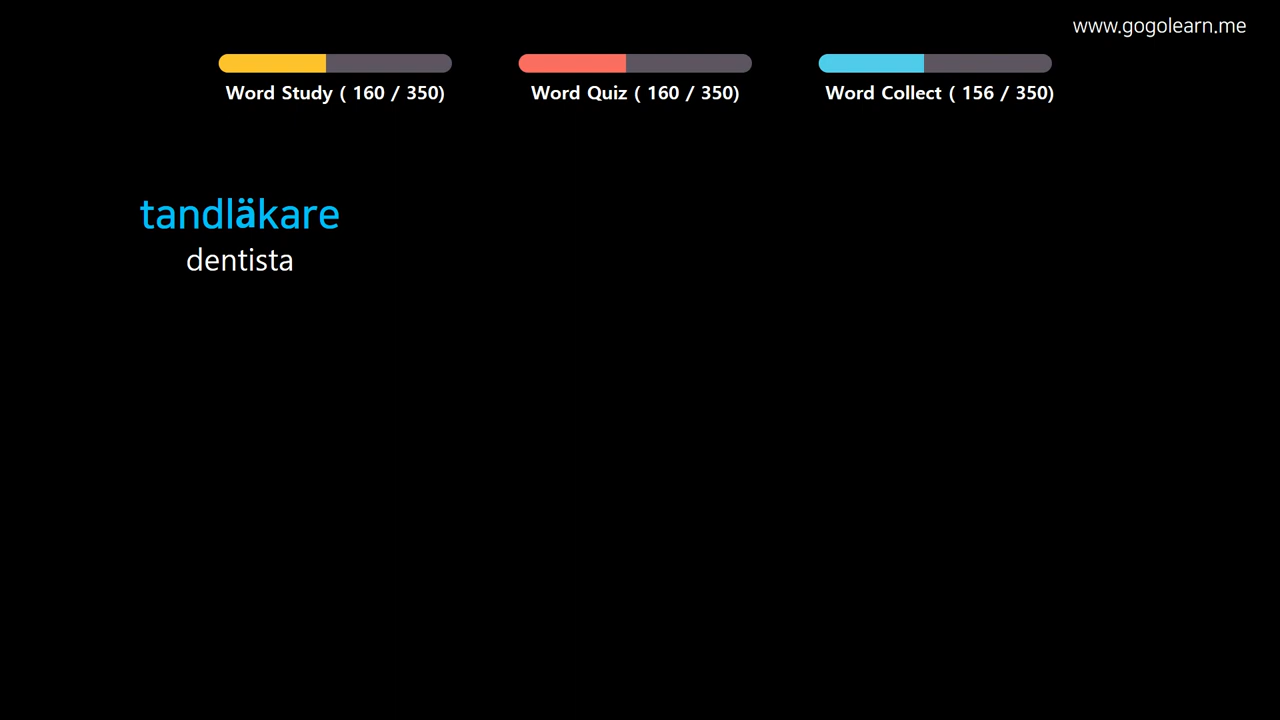 www.gogolearn.me
Word Study ( 160 / 350)
Word Quiz ( 160 / 350)
Word Collect ( 156 / 350)
tandläkare
dentista